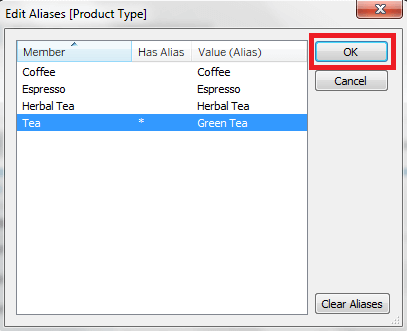 Edit Aliases [Product Type]
Member Has Alias Value (Alias)
Coffee Coffee
Espresso Espresso
Herbal Tea Herbal Tea
Tea * Green Tea
OK
Cancel
Clear Aliases